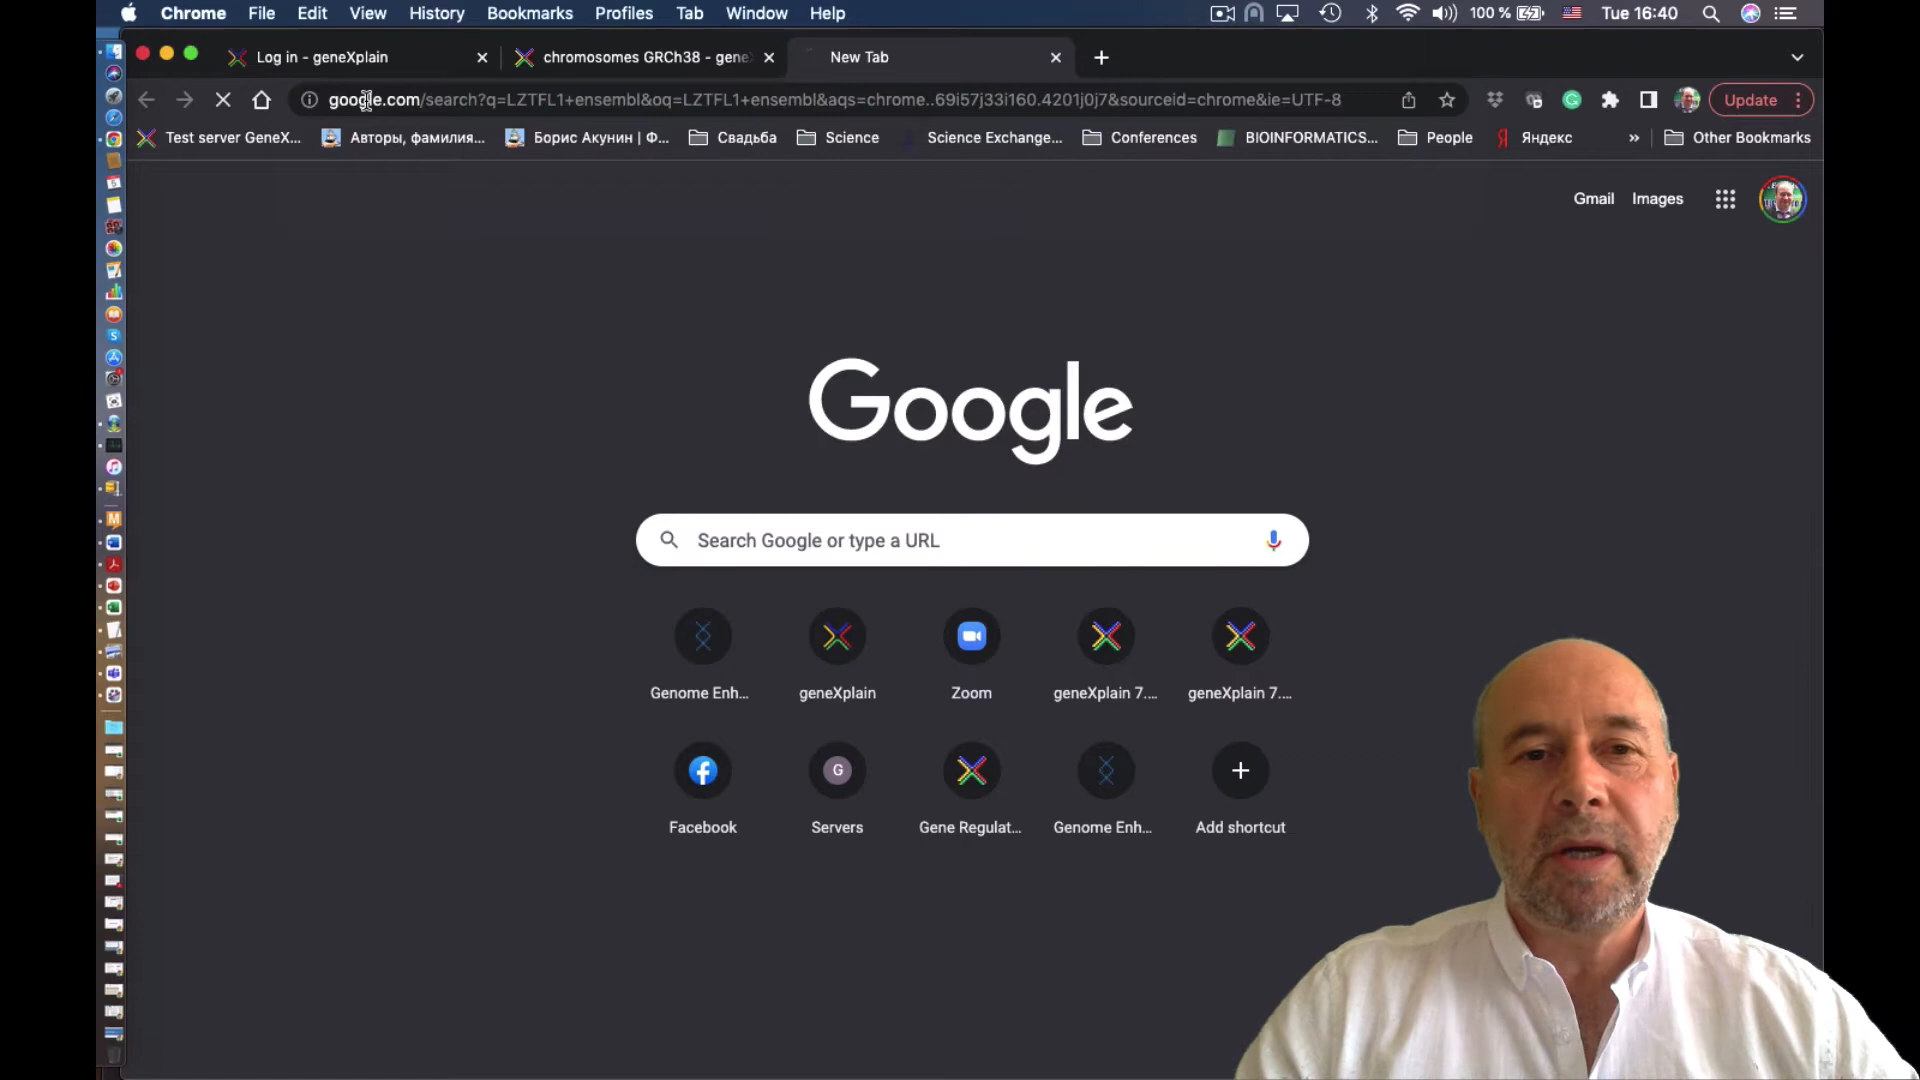 Chrome File Edit View History Bookmarks Profiles Tab Window Help 100 % Tue 16:40
Log in - geneXplain chromosomes GRCh38 - gene New Tab
google.com/search?q=LZTFL1+ensembl&oq=LZTFL1+ensembl&aqs=chrome..69i57j33i160.4201j0j7&sourceid=chrome&ie=UTF-8 Update
Test server GeneX... Авторы, фамилия... Борис Акунин | Ф... Свадьба Science Science Exchange... Conferences BIOINFORMATICS... People Яндекс » Other Bookmarks
Gmail Images
Google
Search Google or type a URL
Genome Enh... geneXplain Zoom geneXplain 7.... geneXplain 7....
G
Facebook Servers Gene Regulat... Genome Enh... Add shortcut